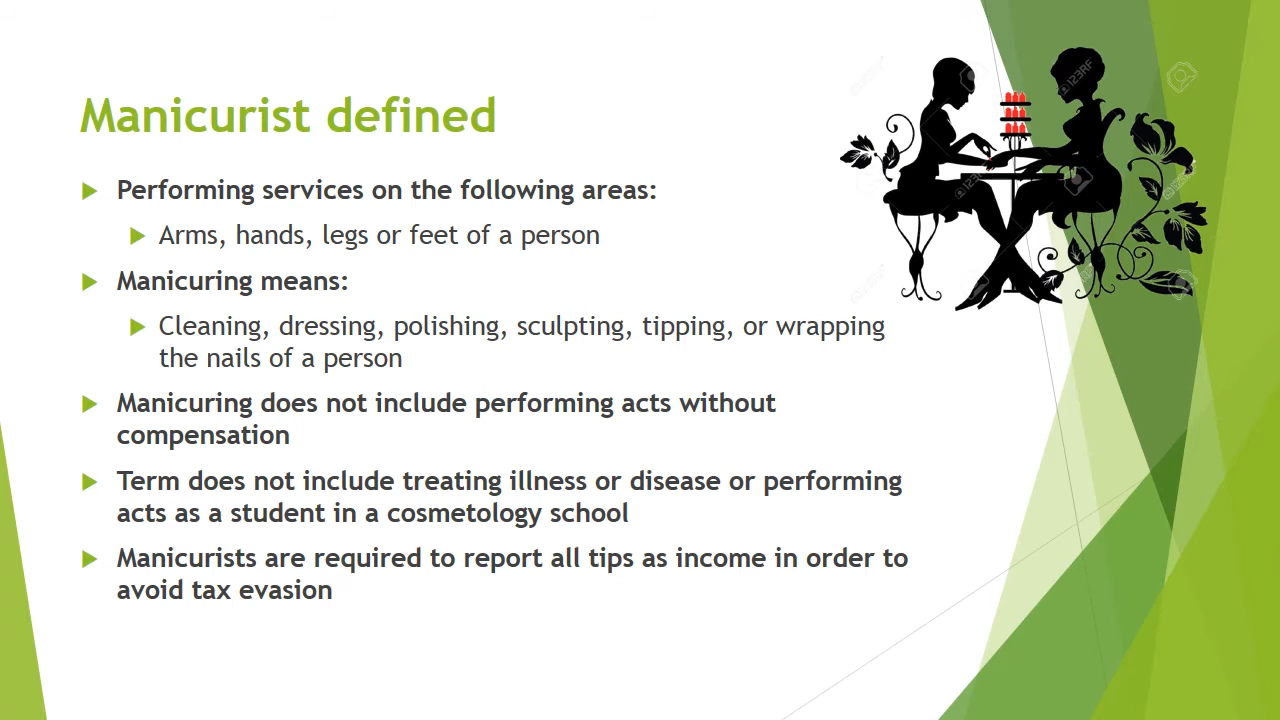 Manicurist defined
Performing services on the following areas:
Arms, hands, legs or feet of a person
Manicuring means:
Cleaning, dressing, polishing, sculpting, tipping, or wrapping
the nails of a person
Manicuring does not include performing acts without
compensation
Term does not include treating illness or disease or performing
acts as a student in a cosmetology school
Manicurists are required to report all tips as income in order to
avoid tax evasion
123RF